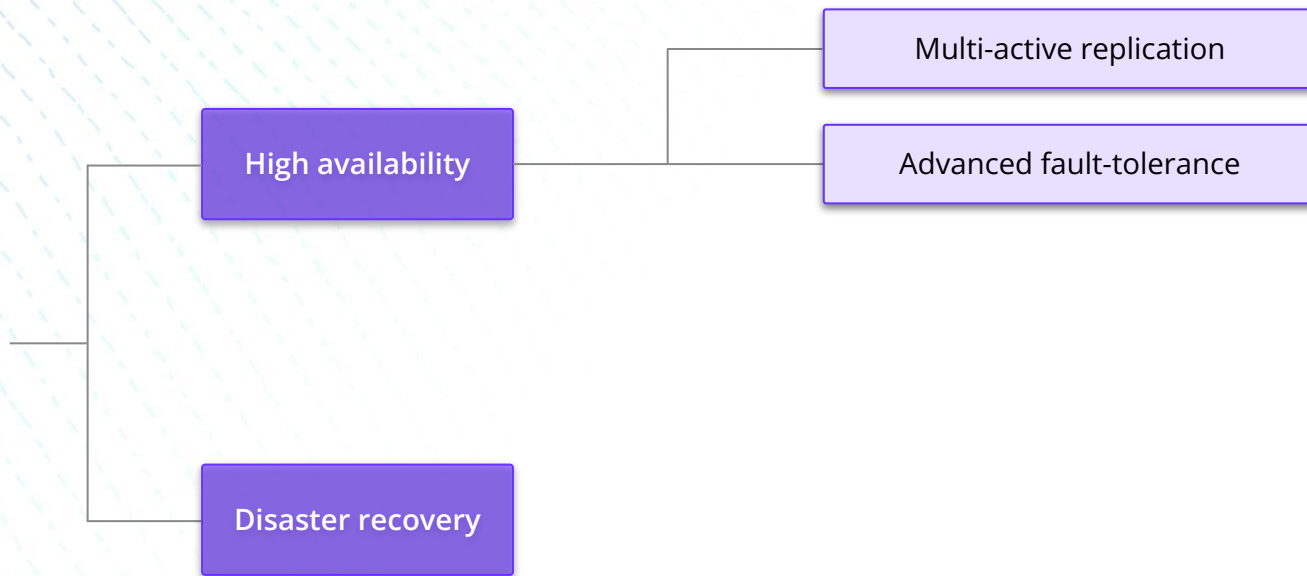 Multi-active replication
High availability
Advanced fault-tolerance
Disaster recovery